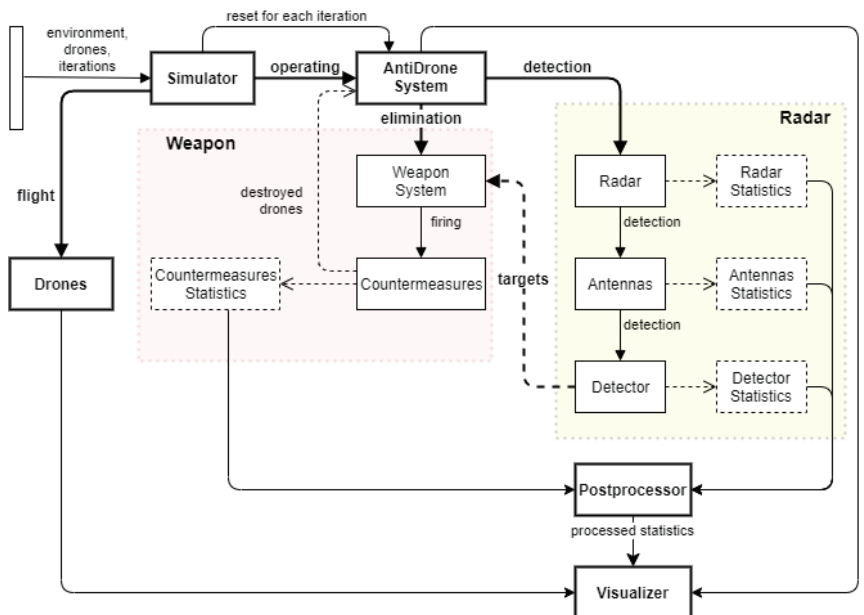 reset for each iteration
environment,
drones,
iterations
Simulator
operating
AntiDrone
System
detection
elimination
Weapon
Radar
flight
destroyed
drones
Weapon
System
Radar
Radar
Statistics
firing
detection
Drones
Countermeasures
Statistics
Countermeasures
targets
Antennas
Antennas
Statistics
detection
Detector
Detector
Statistics
Postprocessor
processed statistics
Visualizer